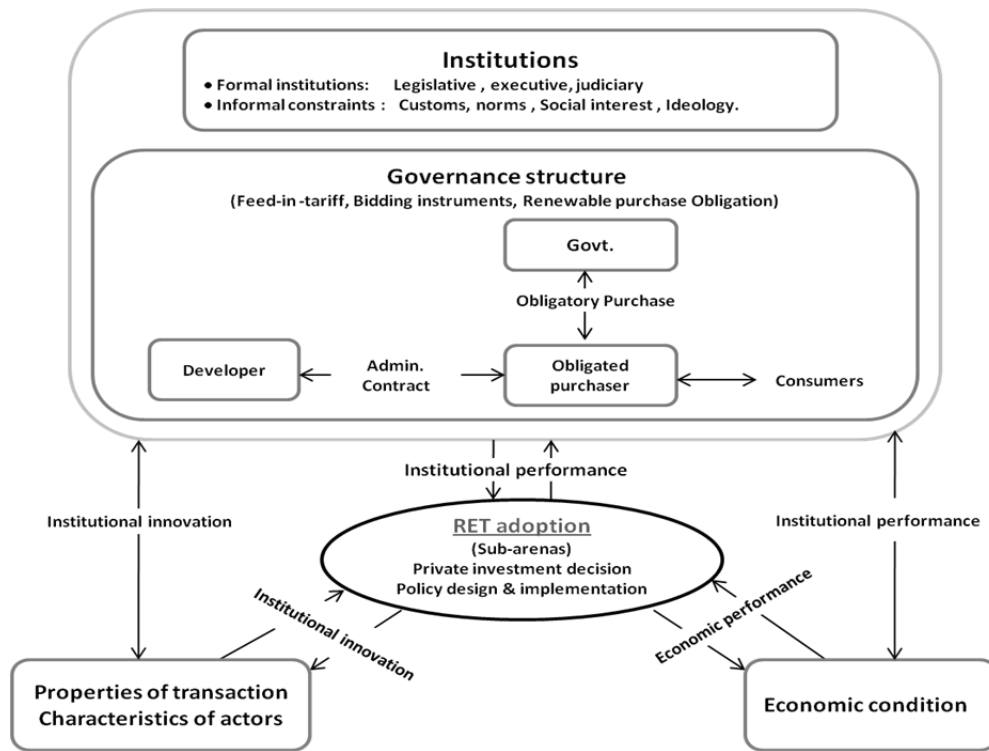 Institutions
• Formal institutions: Legislative , executive, judiciary
• Informal constraints : Customs, norms , Social interest , Ideology.
Governance structure
(Feed-in -tariff, Bidding instruments, Renewable purchase Obligation)
Govt.
Obligatory Purchase
Developer
Admin.
Contract
Obligated
purchaser
Consumers
Institutional performance
Institutional innovation
Institutional performance
RET adoption
(Sub-arenas)
Private investment decision
Policy design & implementation
Institutional innovation
Economic performance
Properties of transaction
Characteristics of actors
Economic condition